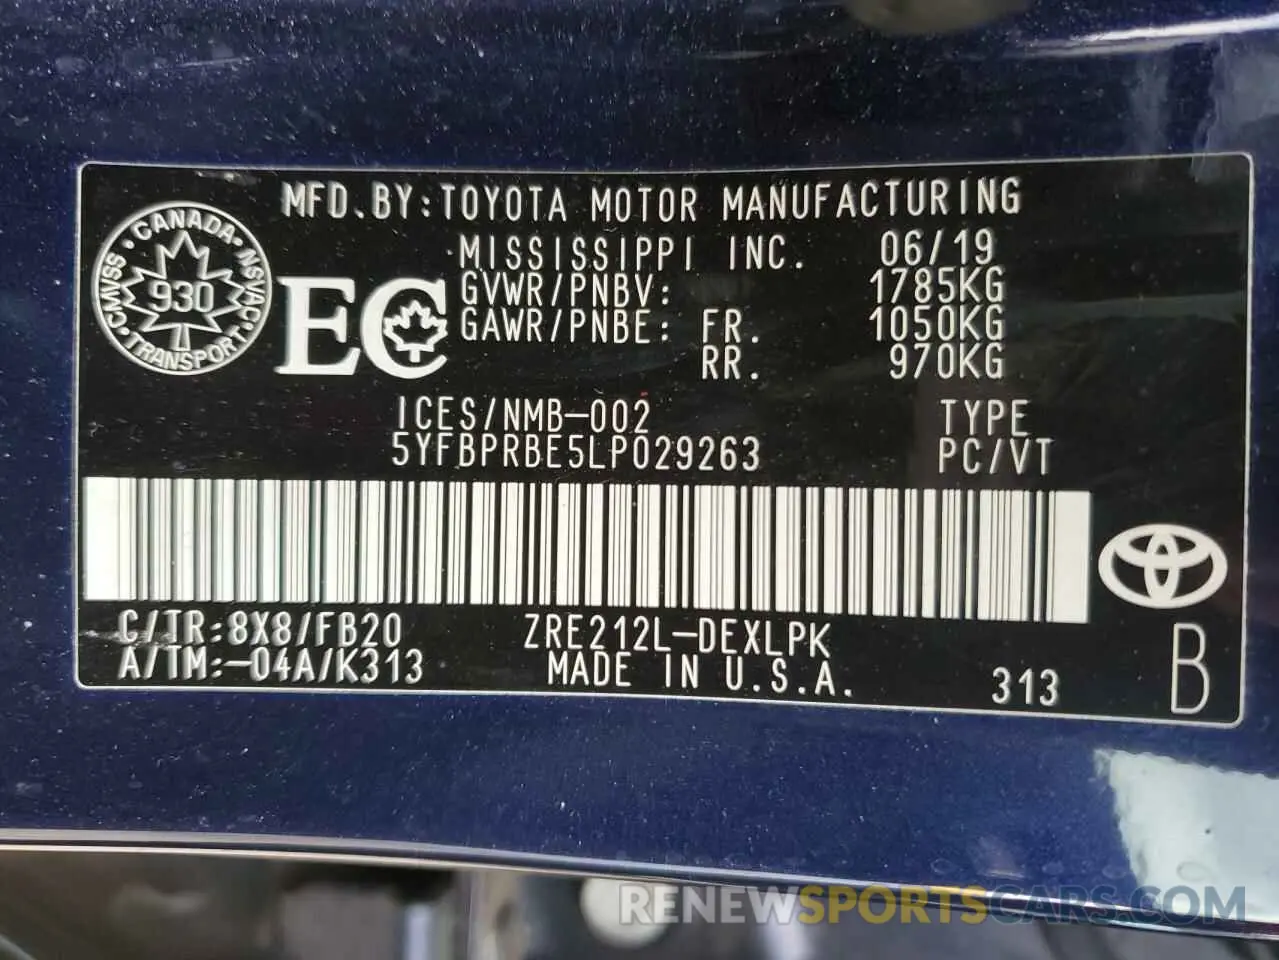 MFD.BY:TOYOTA MOTOR MANUFACTURING
MISSISSIPPI INC. 06/19
GVWR/PNBV: 1785KG
GAWR/PNBE: FR. 1050KG
RR. 970KG
CANADA
NSVAC
TRANSPORT
CMVSS
930
EC
ICES/NMB-002 TYPE
5YFBPRBE5LP029263 PC/VT
C/TR:8X8/FB20 ZRE212L-DEXLPK
A/TM:-04A/K313 MADE IN U.S.A. 313
B
RENEWSPORTSCARS.COM